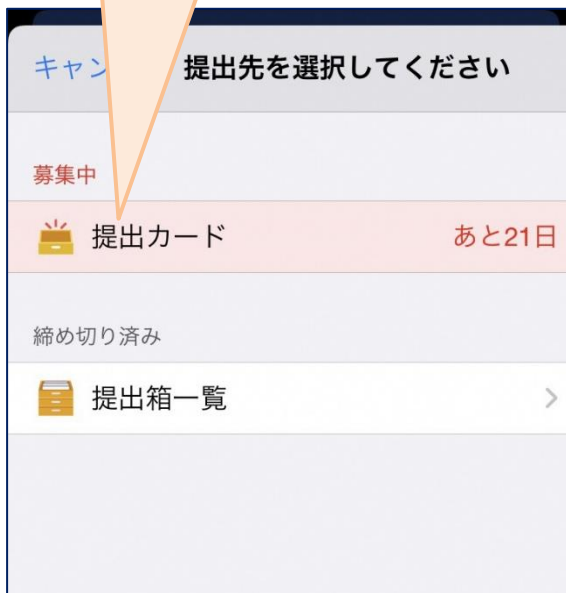 キャン
提出先を選択してください
募集中
提出カード
あと21日
締め切り済み
提出箱一覧